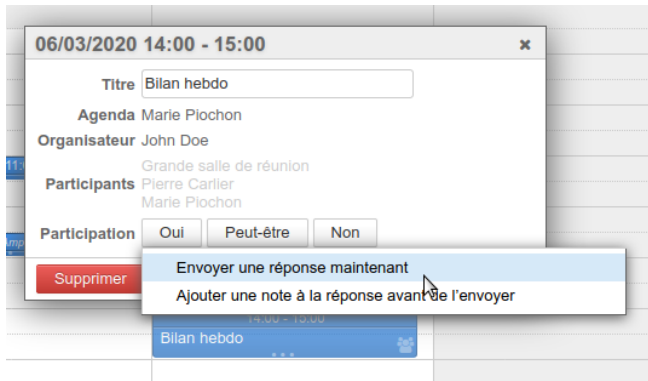 06/03/2020 14:00 - 15:00 ×
Titre Bilan hebdo
Agenda Marie Piochon
Organisateur John Doe
Grande salle de réunion
Participants Pierre Carlier
Marie Piochon
Participation Oui Peut-être Non
Envoyer une réponse maintenant
Supprimer
Ajouter une note à la réponse avant de l'envoyer
14:00 - 15:00
Bilan hebdo